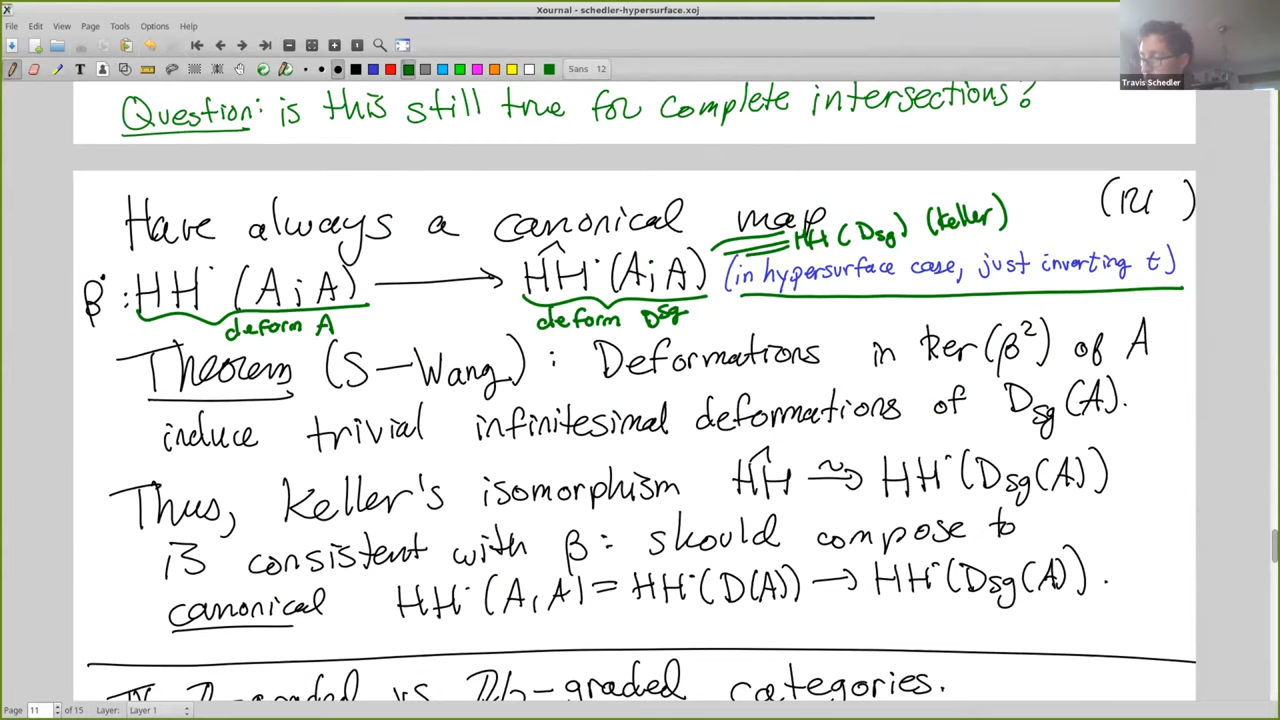 Xournal - schedler-hypersurface.xoj
File Edit View Page Tools Options Help
Sans 12
Travis Schedler
Question: is this still true for complete intersections?
Have always a canonical map
HH(Dsg) (Keller)
β• : HH•(A;A) ⟶ ĤH•(A;A) (in hypersurface case, just inverting t)
deform A deform Dsg
Theorem (S—Wang): Deformations in ker(β²) of A
induce trivial infinitesimal deformations of Dsg(A).
Thus, Keller's isomorphism ĤH ⥲ HH•(Dsg(A))
is consistent with β: should compose to
canonical HH•(A,A) = HH•(D(A)) ⟶ HH•(Dsg(A)).
-graded vs -graded categories.
Page 11 of 15 Layer: Layer 1